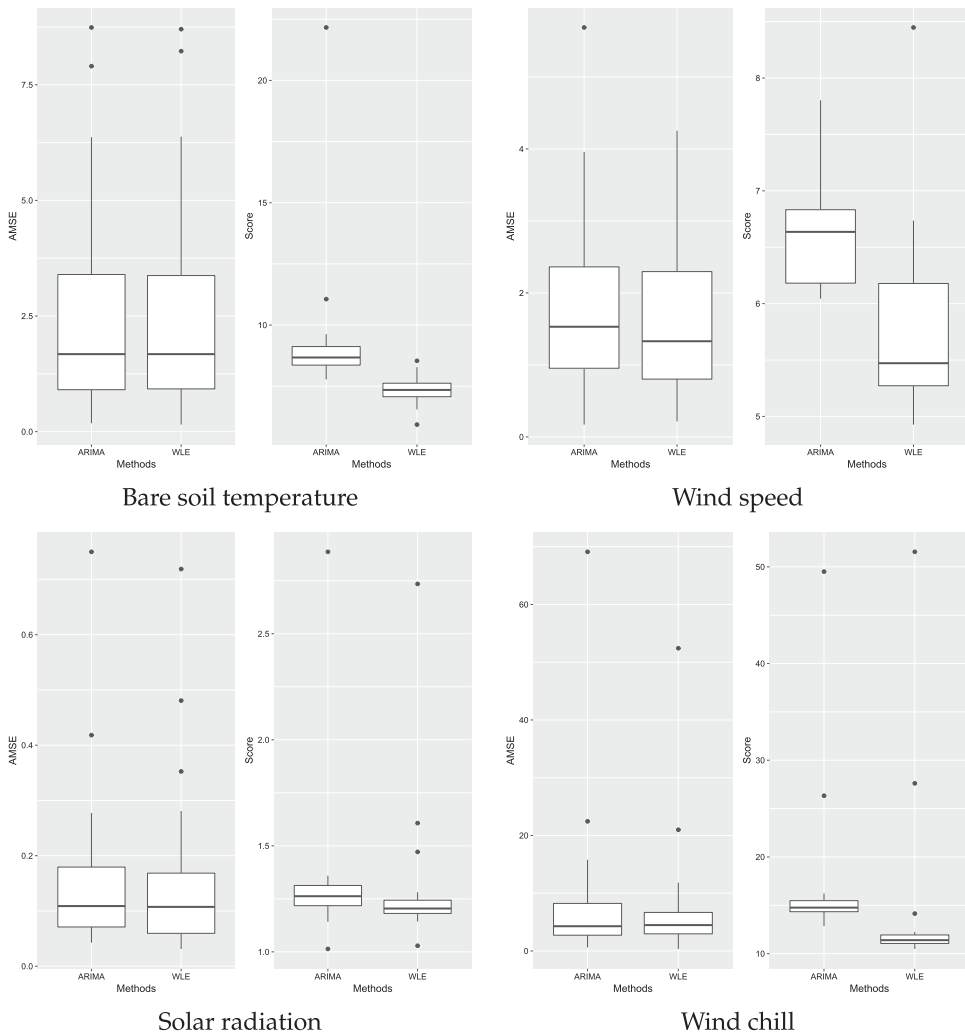 AMSE
7.5
5.0
2.5
0.0
ARIMA
WLE
Methods
Score
20
15
10
ARIMA
WLE
Methods
Bare soil temperature
AMSE
4
2
0
ARIMA
WLE
Methods
Score
8
7
6
5
ARIMA
WLE
Methods
Wind speed
AMSE
0.6
0.4
0.2
0.0
ARIMA
WLE
Methods
Score
2.5
2.0
1.5
1.0
ARIMA
WLE
Methods
Solar radiation
AMSE
60
40
20
0
ARIMA
WLE
Methods
Score
50
40
30
20
10
ARIMA
WLE
Methods
Wind chill